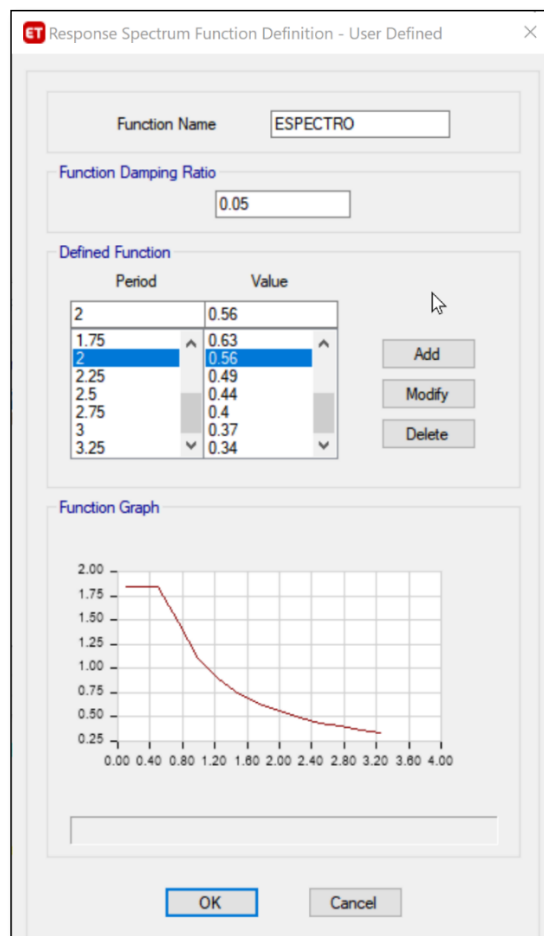 ET Response Spectrum Function Definition - User Defined
Function Name ESPECTRO
Function Damping Ratio
0.05
Defined Function
Period Value
2 0.56
1.75 0.63
2 0.56
2.25 0.49
2.5 0.44
2.75 0.4
3 0.37
3.25 0.34
Add
Modify
Delete
Function Graph
2.00
1.75
1.50
1.25
1.00
0.75
0.50
0.25
0.00 0.40 0.80 1.20 1.60 2.00 2.40 2.80 3.20 3.60 4.00
OK Cancel